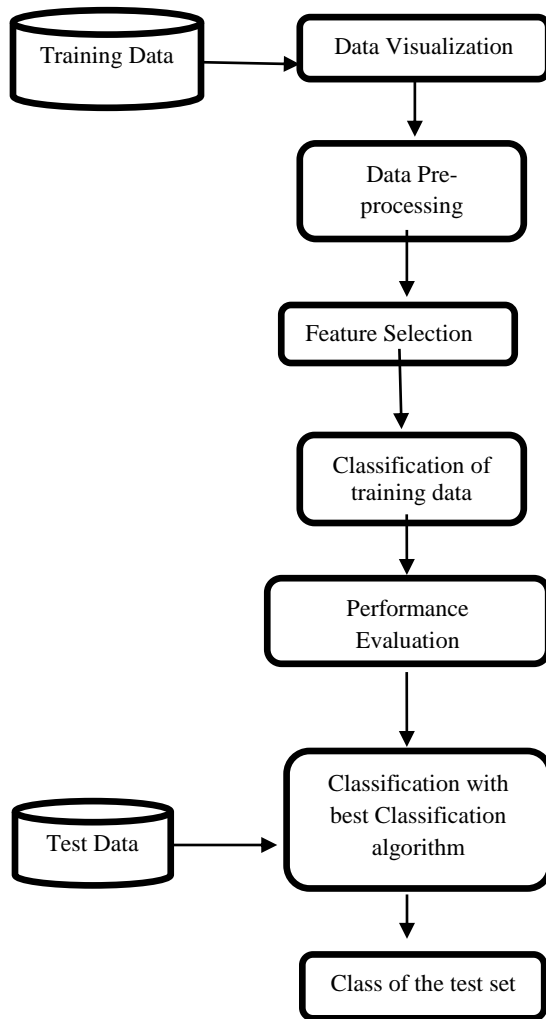 Training Data
Data Visualization
Data Pre-
processing
Feature Selection
Classification of
training data
Performance
Evaluation
Classification with
best Classification
algorithm
Test Data
Class of the test set